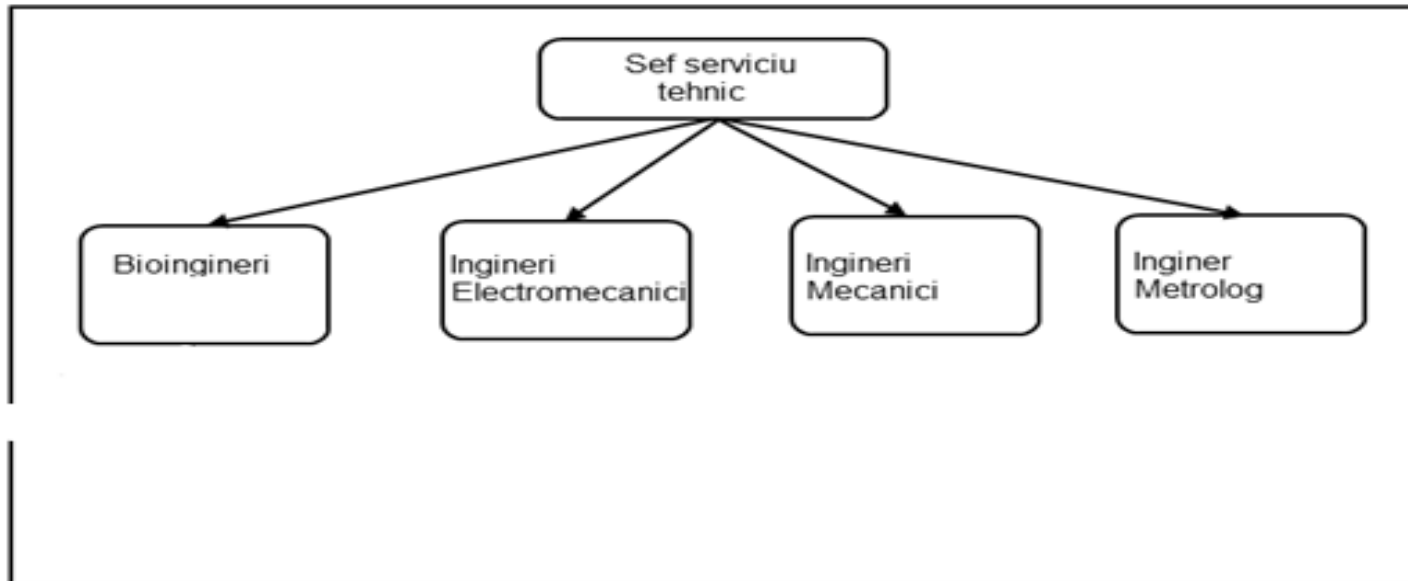 Sef serviciu
tehnic
Bioingineri
Ingineri
Electromecanici
Ingineri
Mecanici
Inginer
Metrolog